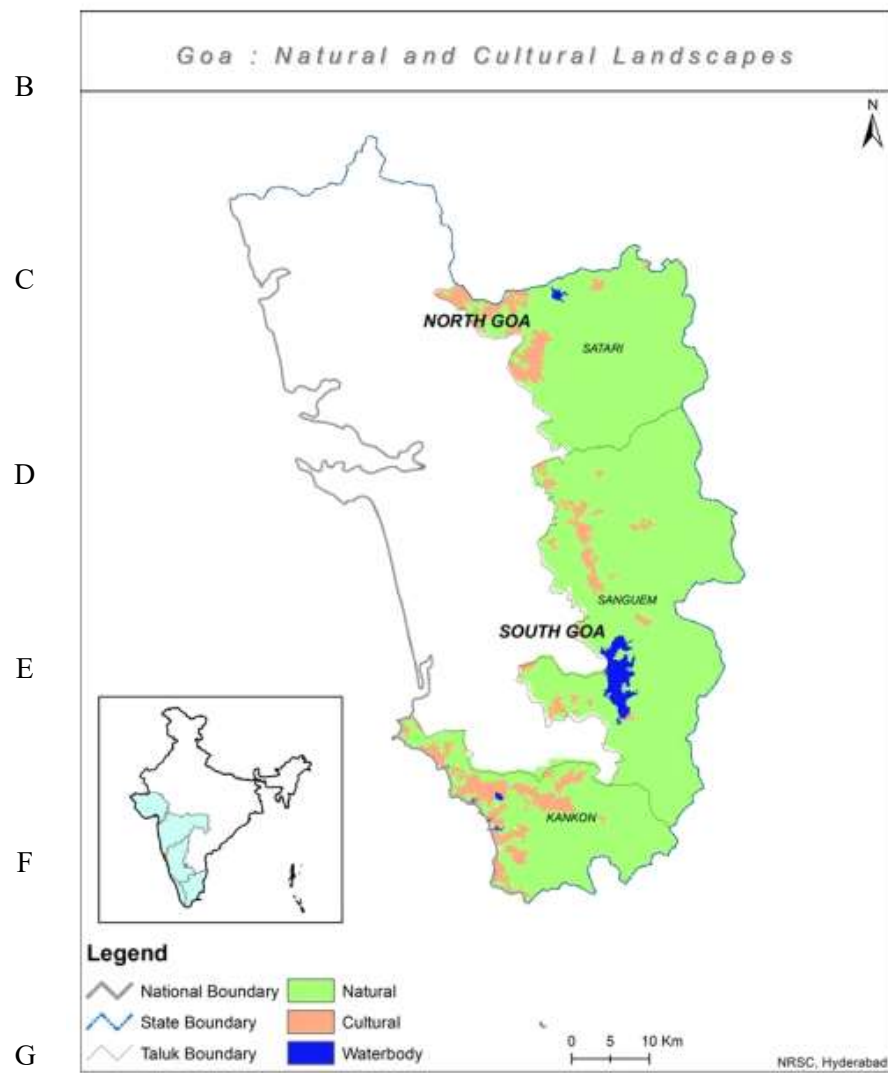 Goa : Natural and Cultural Landscapes
B
N
C
NORTH GOA
SATARI
D
SANGUEM
SOUTH GOA
E
KANKON
F
Legend
National Boundary Natural
State Boundary Cultural
Taluk Boundary Waterbody
0 5 10 Km
G
NRSC, Hyderabad